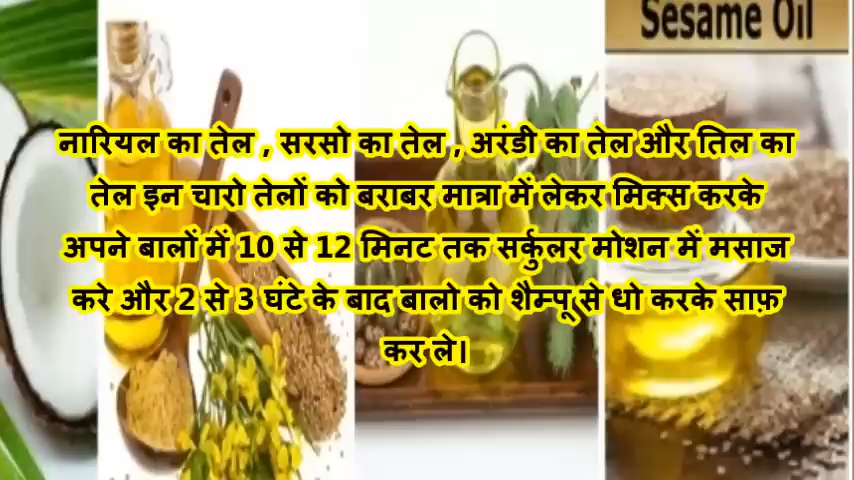 Sesame Oil
नारियल का तेल , सरसो का तेल , अरंडी का तेल और तिल का
तेल इन चारो तेलों को बराबर मात्रा में लेकर मिक्स करके
अपने बालों में 10 से 12 मिनट तक सर्कुलर मोशन में मसाज
करे और 2 से 3 घंटे के बाद बालो को शैम्पू से धो करके साफ़
कर ले।